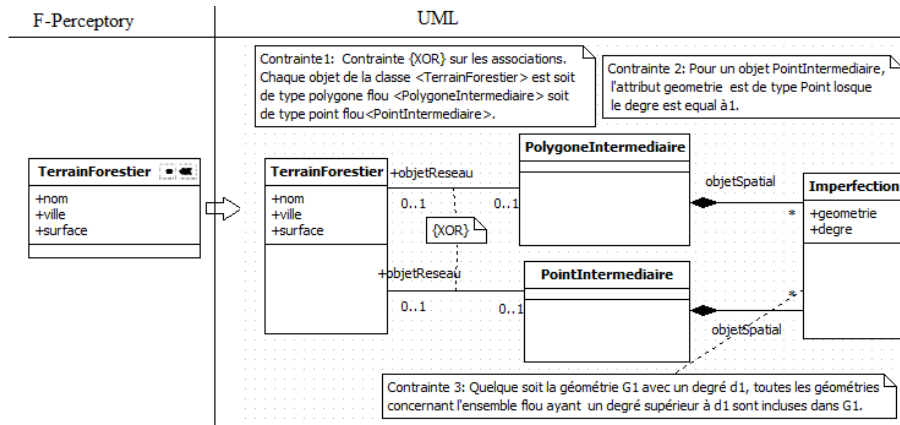 F-Perceptory
UML
Contrainte1: Contrainte {XOR} sur les associations.
Chaque objet de la classe <TerrainForestier> est soit
de type polygone flou <PolygoneIntermediaire> soit
de type point flou<PointIntermediaire>.
Contrainte 2: Pour un objet PointIntermediaire,
l'attribut geometrie est de type Point losque
le degre est equal à1.
TerrainForestier
+nom
+ville
+surface
TerrainForestier
+nom
+ville
+surface
+objetReseau
0..1
0..1
{XOR}
+objetReseau
0..1
0..1
PolygoneIntermediaire
PointIntermediaire
objetSpatial
*
Imperfection
+geometrie
+degre
*
objetSpatial
Contrainte 3: Quelque soit la géométrie G1 avec un degré d1, toutes les géométries
concernant l'ensemble flou ayant un degré supérieur à d1 sont incluses dans G1.